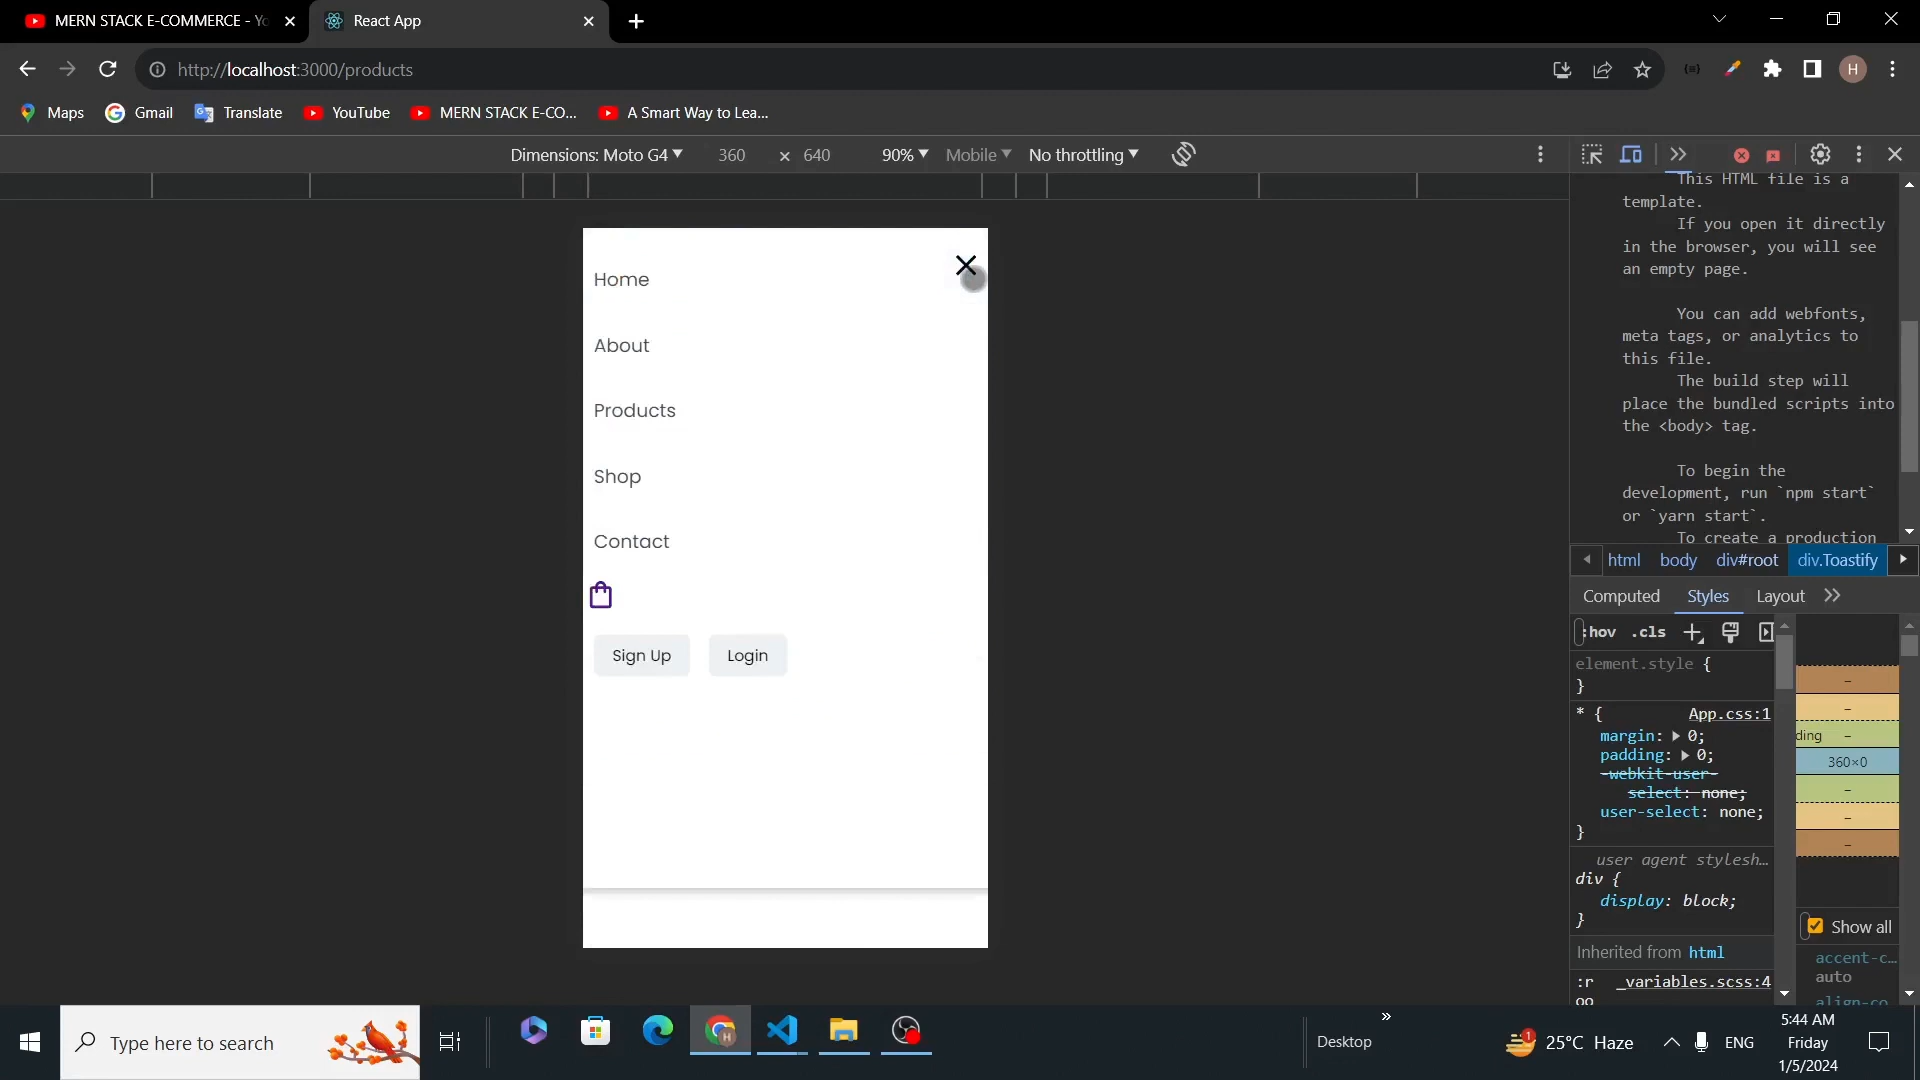 MERN STACK E-COMMERCE - Yo
React App
http://localhost:3000/products
H
Maps
Gmail
Translate
YouTube
MERN STACK E-CO...
A Smart Way to Lea...
Dimensions: Moto G4
360
×
640
90%
Mobile
No throttling
This HTML file is a
template.
If you open it directly
in the browser, you will see
an empty page.
You can add webfonts,
meta tags, or analytics to
this file.
The build step will
place the bundled scripts into
the <body> tag.
To begin the
development, run `npm start`
or `yarn start`.
To create a production
Home
About
Products
Shop
Contact
Sign Up
Login
html
body
div#root
div.Toastify
Computed
Styles
Layout
:hov
.cls
element.style {
}
* {
App.css:1
margin: 0;
padding: 0;
-webkit-user-
select: none;
user-select: none;
}
user agent stylesh...
div {
display: block;
}
Inherited from html
:r
oo
_variables.scss:4
–
–
ding –
360×0
–
–
–
Show all
accent-c...
auto
align-co
Type here to search
H
Desktop
1
25°C Haze
ENG
5:44 AM
Friday
1/5/2024